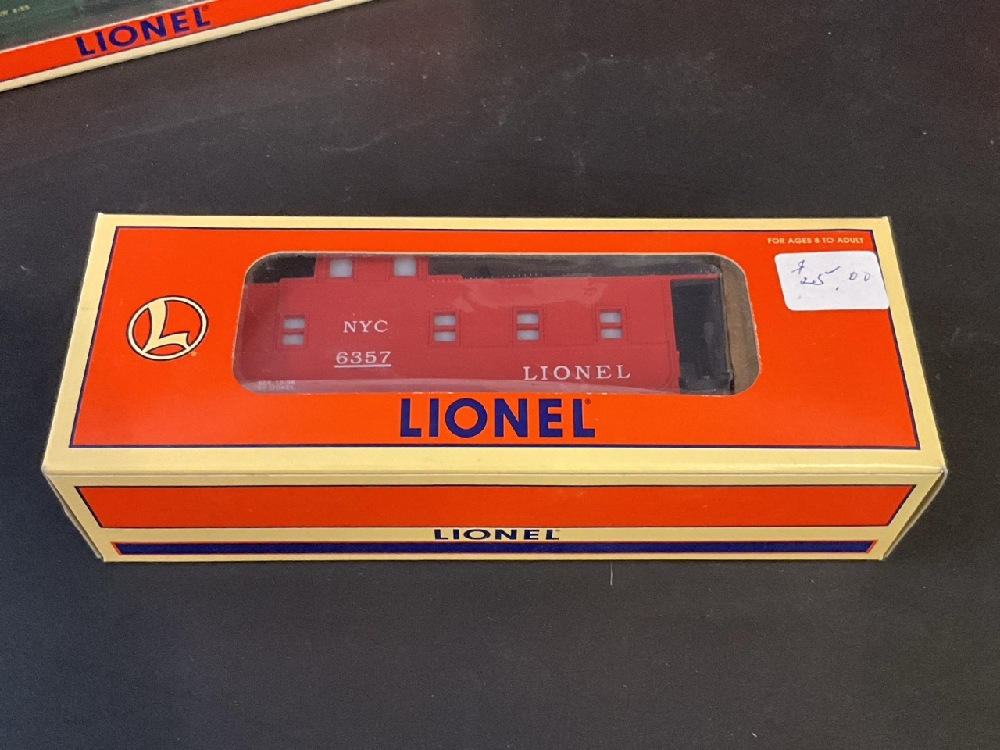 LIONEL
FOR AGES 8 TO ADULT
$ 25.00
L
NYC
6357
LIONEL
LIONEL
LIONEL